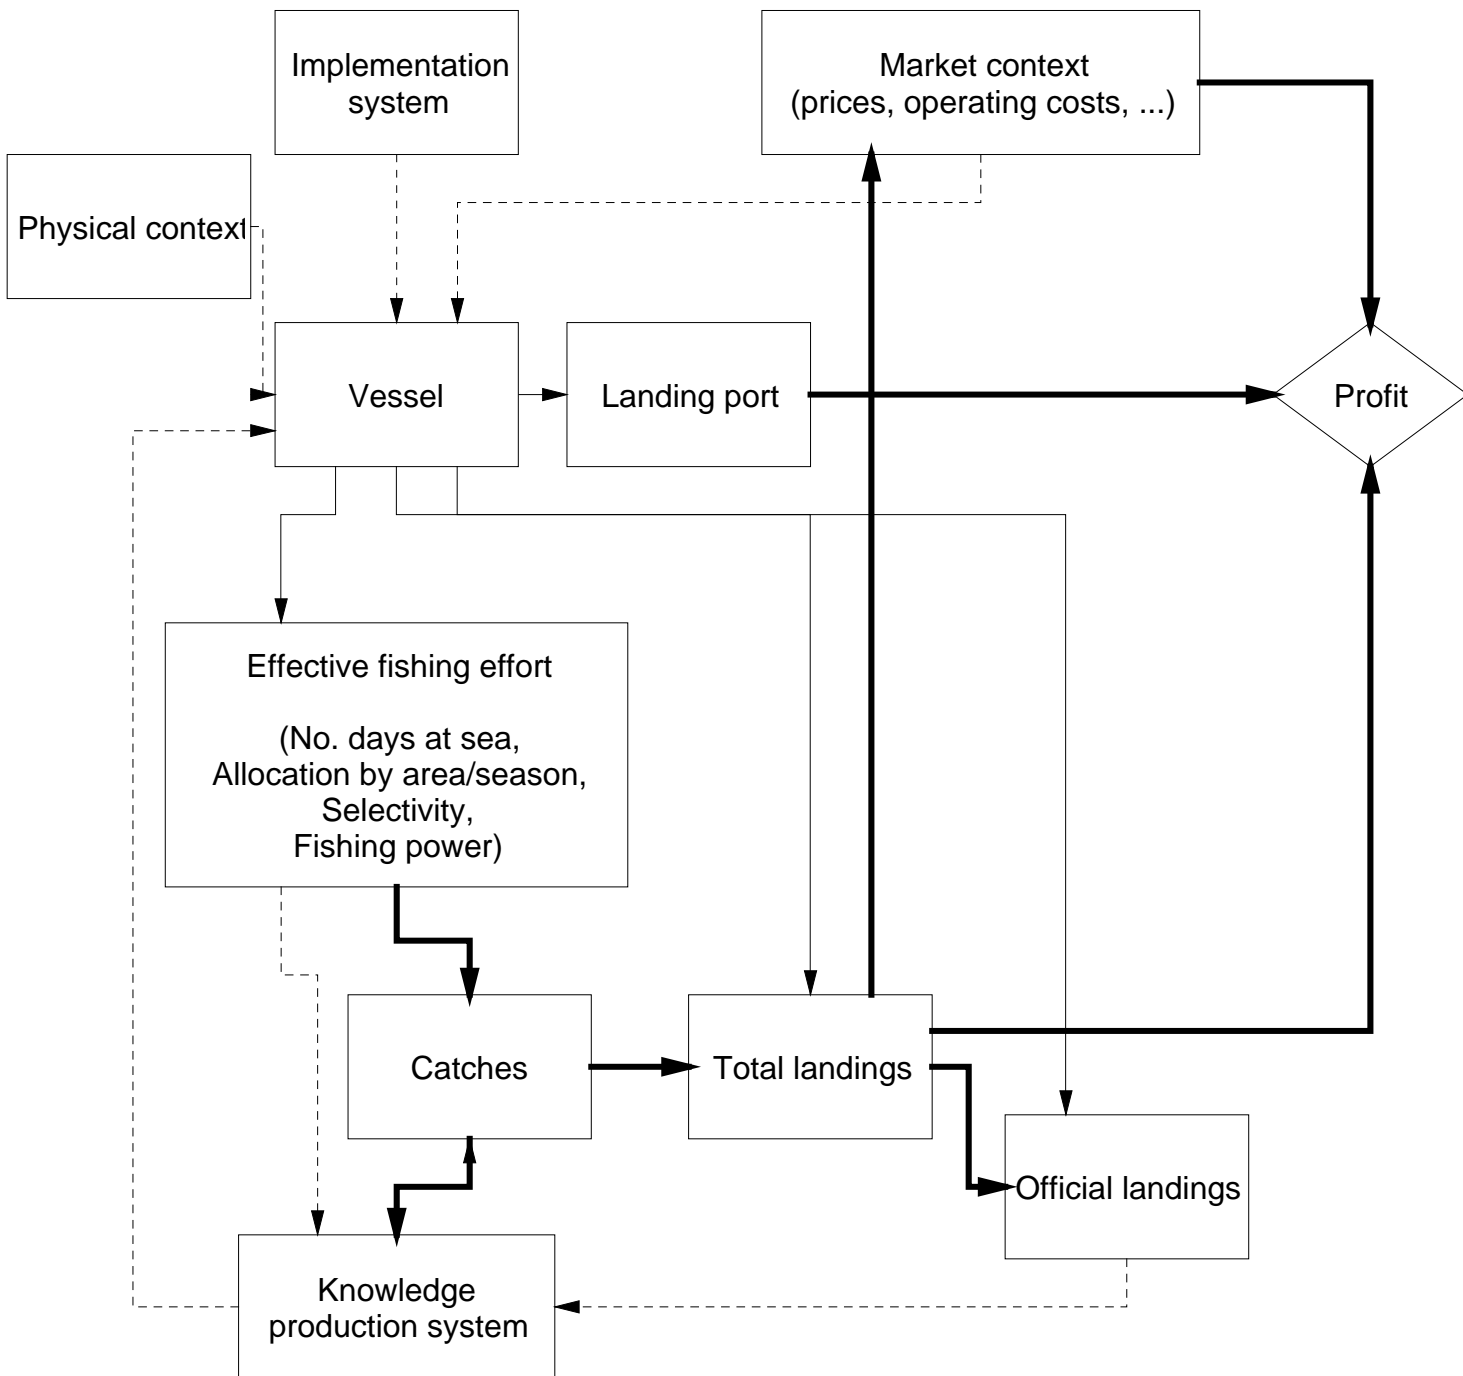 Implementation
system
Market context
(prices, operating costs, ...)
Physical context
Vessel
Landing port
Profit
Effective fishing effort
(No. days at sea,
Allocation by area/season,
Selectivity,
Fishing power)
Catches
Total landings
Official landings
Knowledge
production system